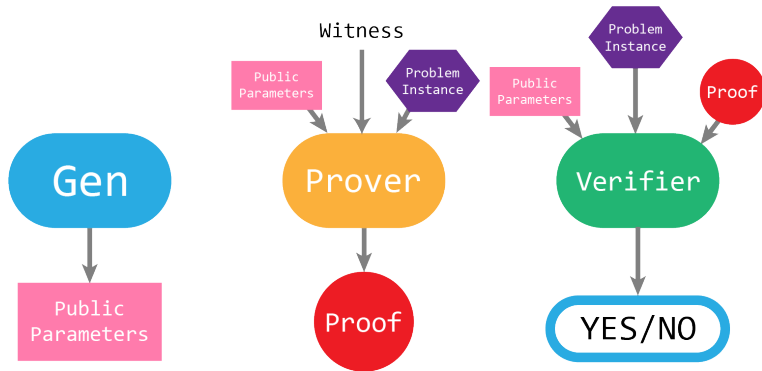 Gen
Public
Parameters
Witness
Public
Parameters
Problem
Instance
Prover
Proof
Problem
Instance
Public
Parameters
Proof
Verifier
YES/NO